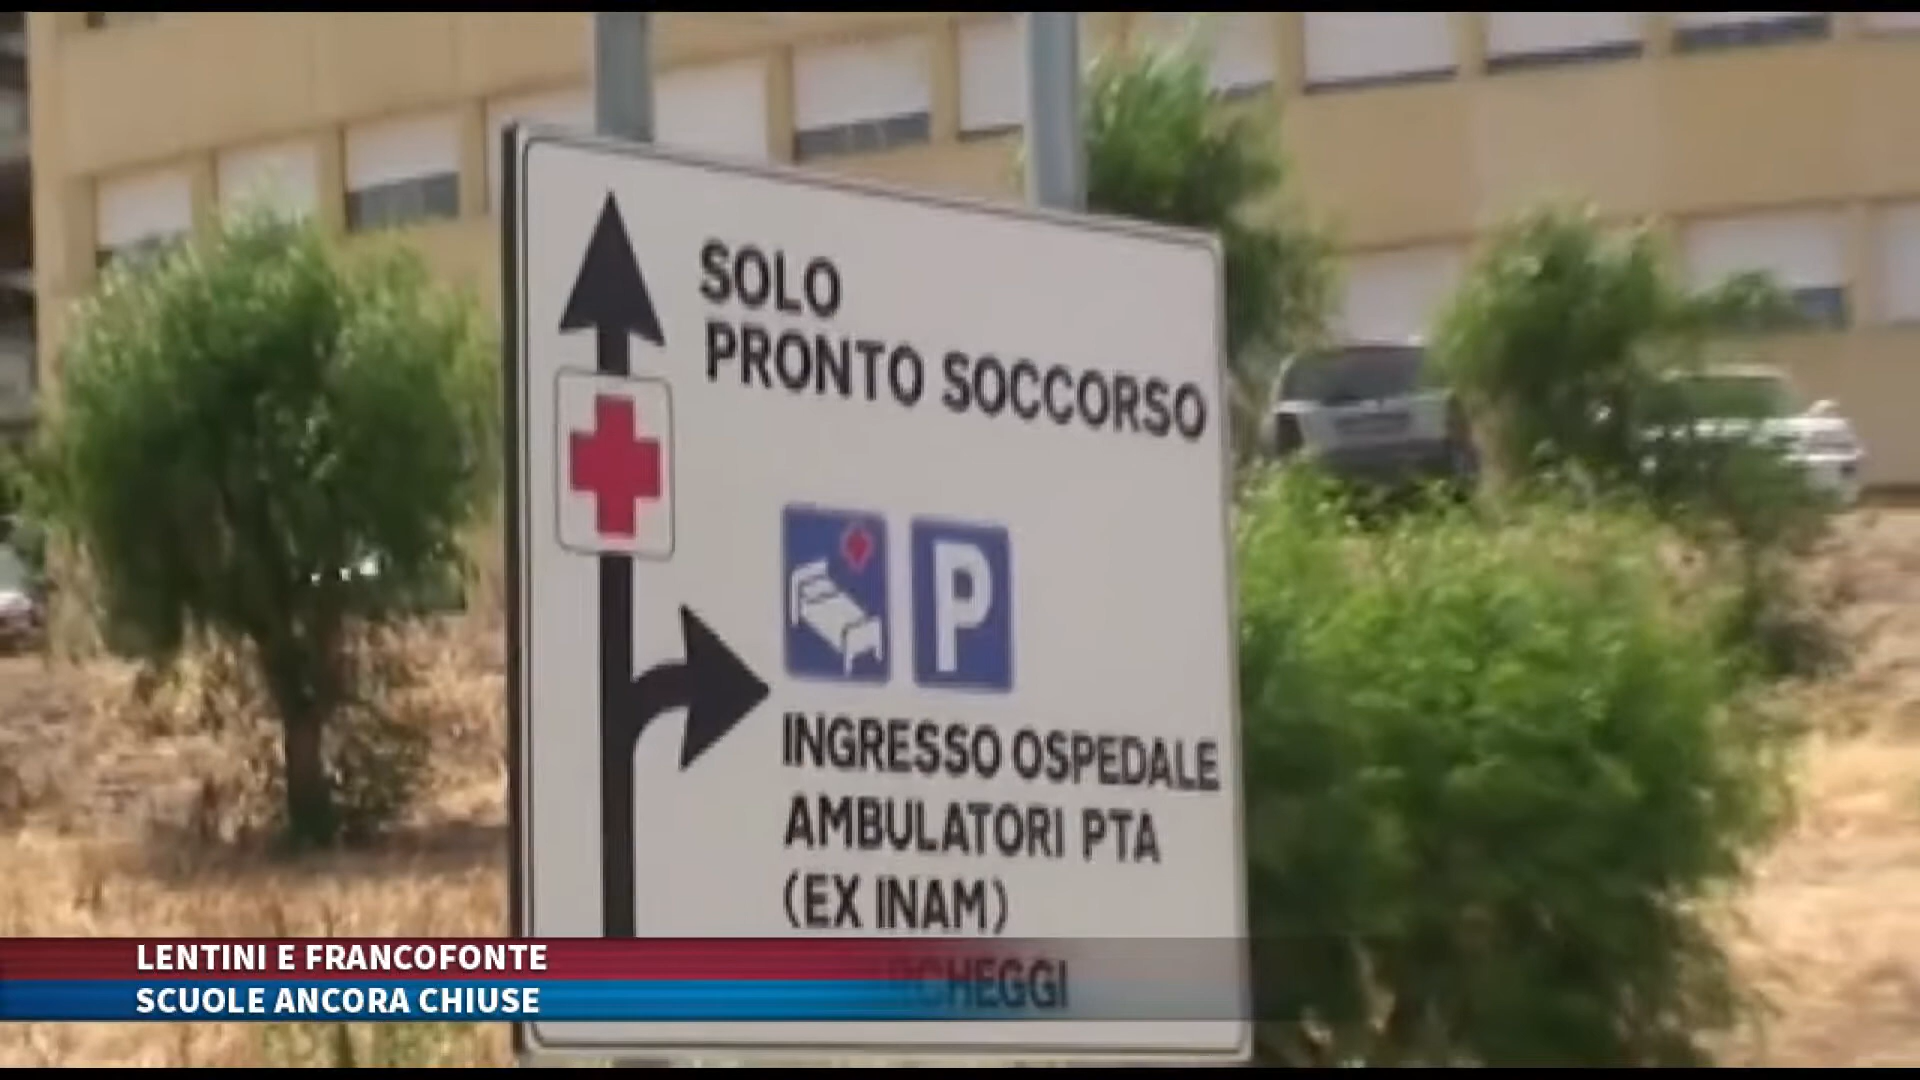 SOLO
PRONTO SOCCORSO
P
INGRESSO OSPEDALE
AMBULATORI PTA
(EX INAM)
LENTINI E FRANCOFONTE
SCUOLE ANCORA CHIUSE